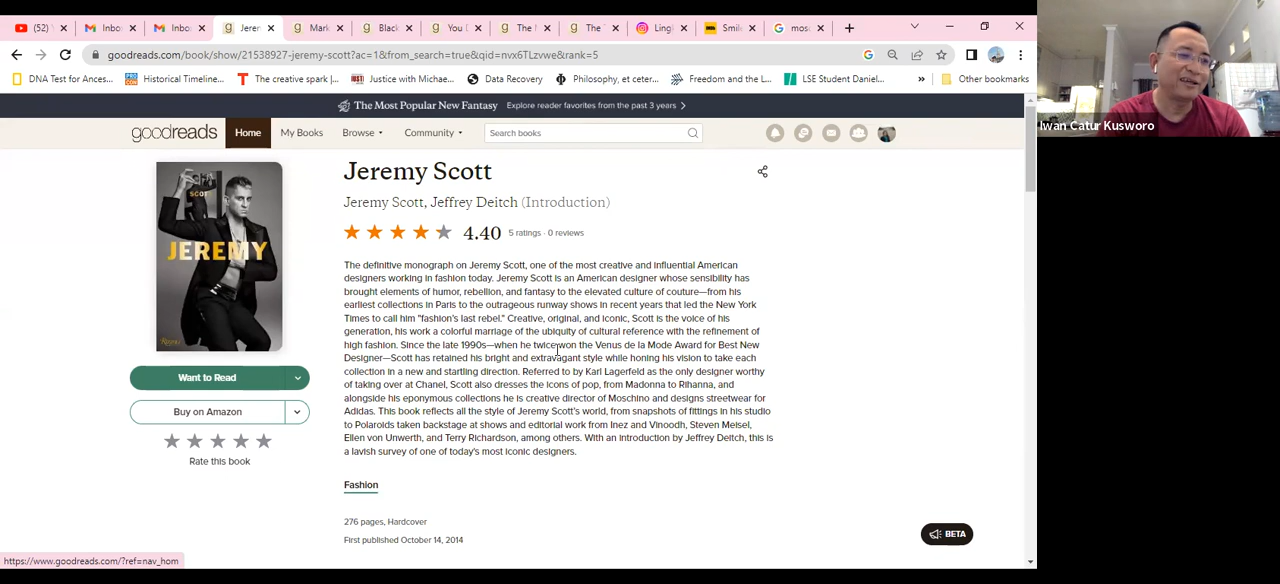 (52) Y
Inbo
Inbo
Jerem
Mark
Black
You D
The I
The T
Lingl
Smile
mosc
goodreads.com/book/show/21538927-jeremy-scott?ac=1&from_search=true&qid=nvx6TLzvwe&rank=5
DNA Test for Ances...
Historical Timeline...
The creative spark |...
Justice with Michae...
Data Recovery
Philosophy, et ceter...
Freedom and the L...
LSE Student Daniel...
»
Other bookmarks
Iwan Catur Kusworo
The Most Popular New Fantasy Explore reader favorites from the past 3 years
goodreads Home My Books Browse Community Search books
SCOT
JEREMY
Rizzoli
Want to Read
Buy on Amazon
Rate this book
Jeremy Scott
Jeremy Scott, Jeffrey Deitch (Introduction)
4.40 5 ratings · 0 reviews
The definitive monograph on Jeremy Scott, one of the most creative and influential American
designers working in fashion today. Jeremy Scott is an American designer whose sensibility has
brought elements of humor, rebellion, and fantasy to the elevated culture of couture—from his
earliest collections in Paris to the outrageous runway shows in recent years that led the New York
Times to call him "fashion's last rebel." Creative, original, and iconic, Scott is the voice of his
generation, his work a colorful marriage of the ubiquity of cultural reference with the refinement of
high fashion. Since the late 1990s—when he twice won the Venus de la Mode Award for Best New
Designer—Scott has retained his bright and extravagant style while honing his vision to take each
collection in a new and startling direction. Referred to by Karl Lagerfeld as the only designer worthy
of taking over at Chanel, Scott also dresses the icons of pop, from Madonna to Rihanna, and
alongside his eponymous collections he is creative director of Moschino and designs streetwear for
Adidas. This book reflects all the style of Jeremy Scott's world, from snapshots of fittings in his studio
to Polaroids taken backstage at shows and editorial work from Inez and Vinoodh, Steven Meisel,
Ellen von Unwerth, and Terry Richardson, among others. With an introduction by Jeffrey Deitch, this is
a lavish survey of one of today's most iconic designers.
Fashion
276 pages, Hardcover
First published October 14, 2014
BETA
https://www.goodreads.com/?ref=nav_hom